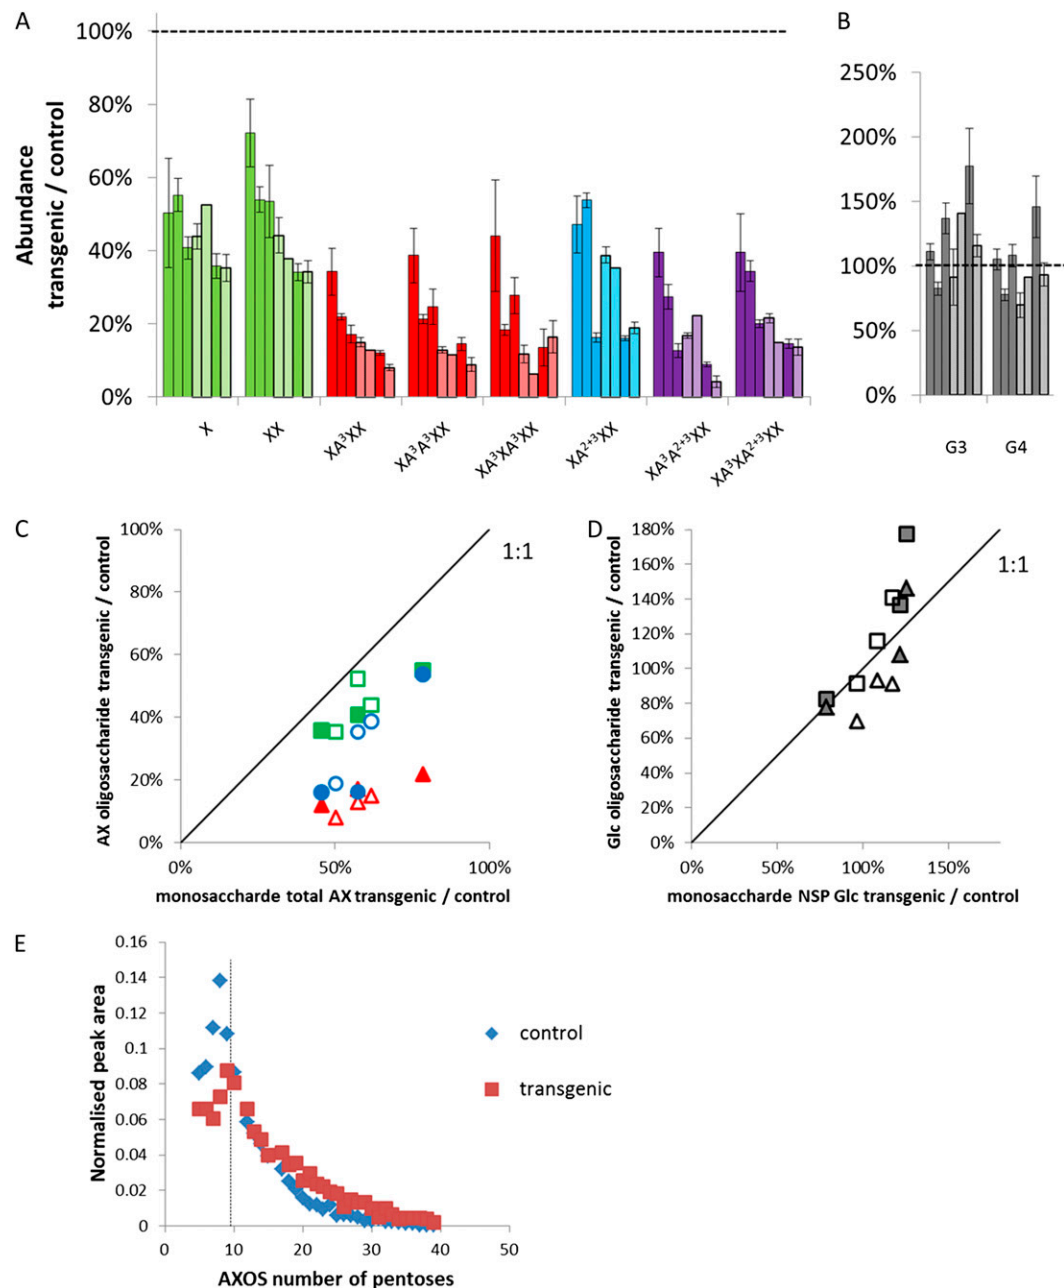 A
B
Abundance
transgenic / control
100%
80%
60%
40%
20%
0%
X
XX
XA³XX
XA³A³XX
XA³XA³XX
XA²⁺³XX
XA³A²⁺³XX
XA³XA²⁺³XX
250%
200%
150%
100%
50%
0%
G3
G4
C
AX oligosaccharide transgenic / control
100%
80%
60%
40%
20%
0%
1:1
0%
50%
100%
monosaccharde total AX transgenic / control
D
Glc oligosaccharide transgenic / control
180%
160%
140%
120%
100%
80%
60%
40%
20%
0%
1:1
0%
50%
100%
150%
monosaccharde NSP Glc transgenic / control
E
Normalised peak area
0.16
0.14
0.12
0.1
0.08
0.06
0.04
0.02
0
control
transgenic
0
10
20
30
40
50
AXOS number of pentoses